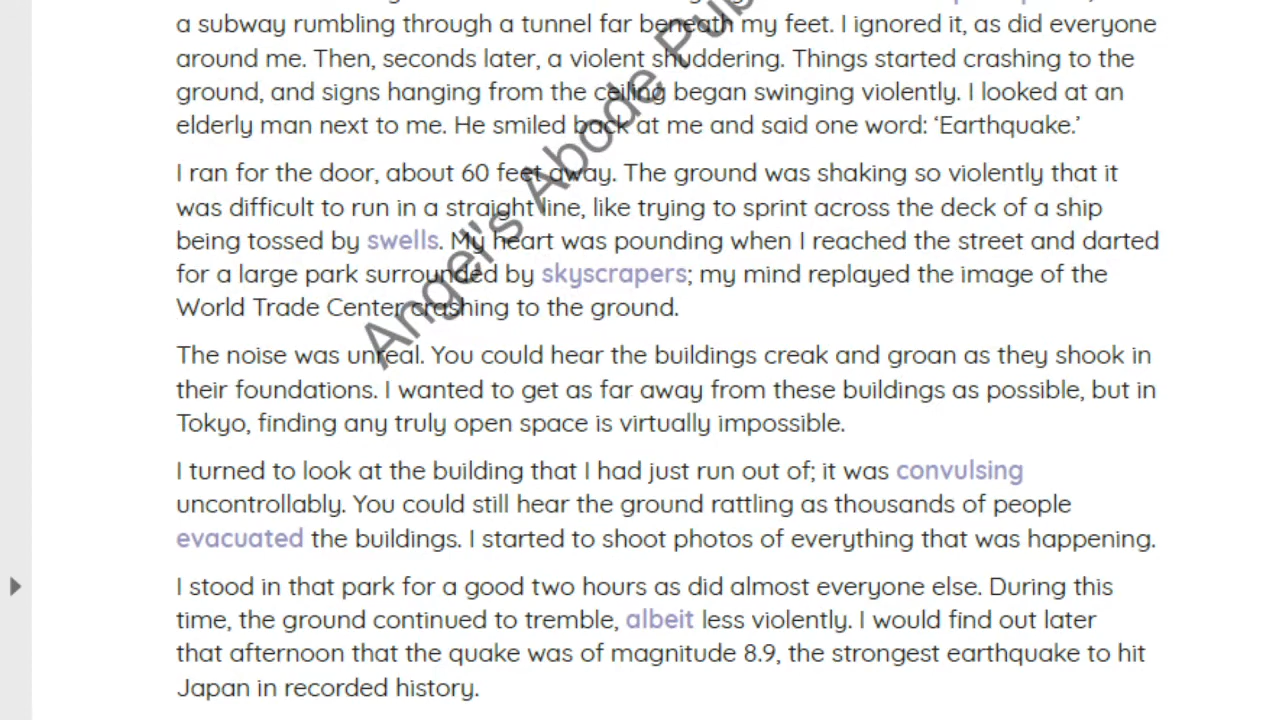 a subway rumbling through a tunnel far beneath my feet. I ignored it, as did everyone
around me. Then, seconds later, a violent shuddering. Things started crashing to the
ground, and signs hanging from the ceiling began swinging violently. I looked at an
elderly man next to me. He smiled back at me and said one word: ‘Earthquake.’
I ran for the door, about 60 feet away. The ground was shaking so violently that it
was difficult to run in a straight line, like trying to sprint across the deck of a ship
being tossed by swells. My heart was pounding when I reached the street and darted
for a large park surrounded by skyscrapers; my mind replayed the image of the
World Trade Center crashing to the ground.
The noise was unreal. You could hear the buildings creak and groan as they shook in
their foundations. I wanted to get as far away from these buildings as possible, but in
Tokyo, finding any truly open space is virtually impossible.
I turned to look at the building that I had just run out of; it was convulsing
uncontrollably. You could still hear the ground rattling as thousands of people
evacuated the buildings. I started to shoot photos of everything that was happening.
I stood in that park for a good two hours as did almost everyone else. During this
time, the ground continued to tremble, albeit less violently. I would find out later
that afternoon that the quake was of magnitude 8.9, the strongest earthquake to hit
Japan in recorded history.
Angel's Abode